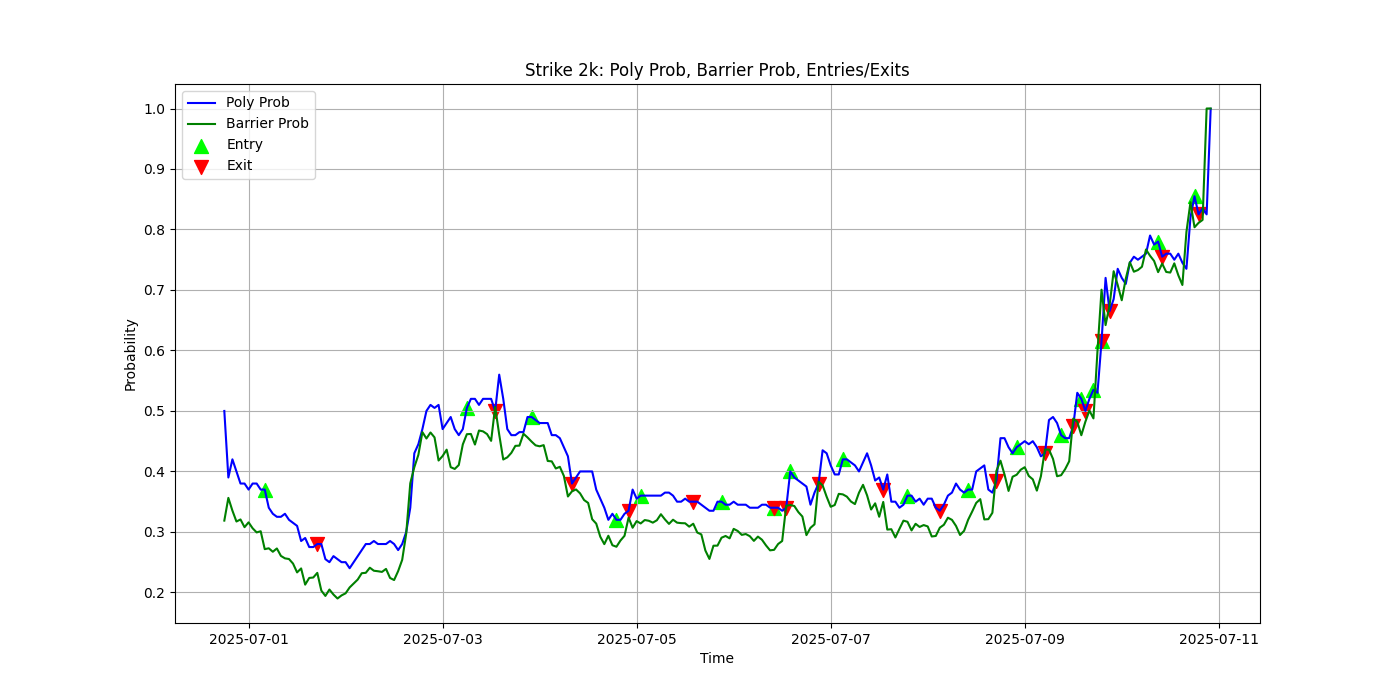 Strike 2k: Poly Prob, Barrier Prob, Entries/Exits
Poly Prob
Barrier Prob
Entry
Exit
Probability
1.0
0.9
0.8
0.7
0.6
0.5
0.4
0.3
0.2
2025-07-01
2025-07-03
2025-07-05
2025-07-07
2025-07-09
2025-07-11
Time